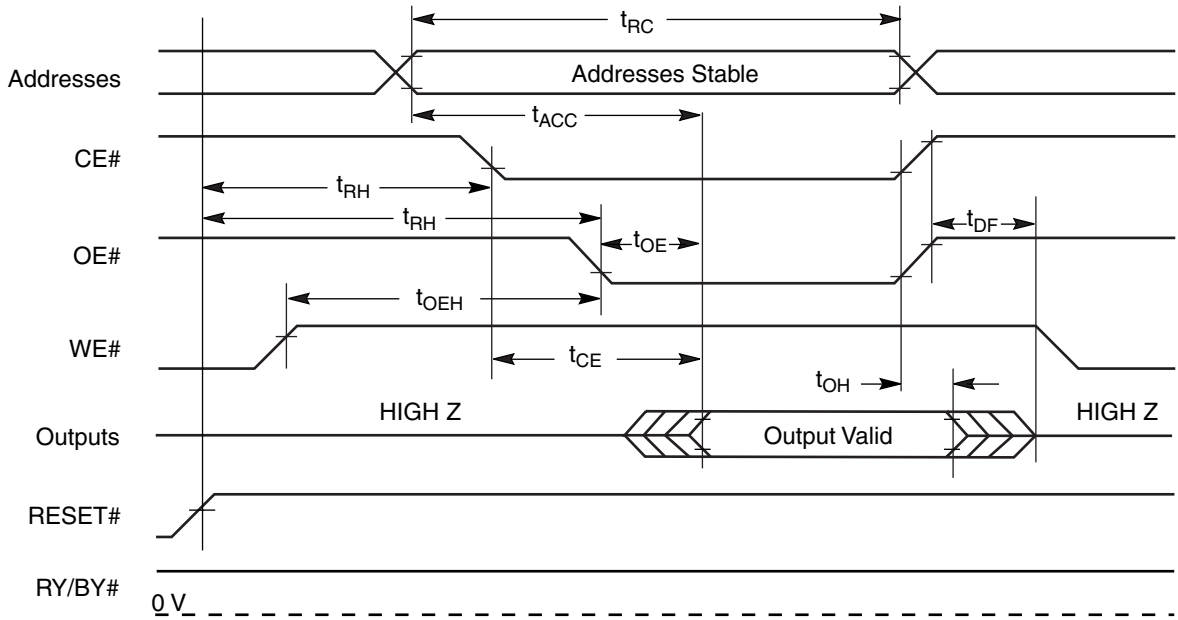 tRC
Addresses
Addresses Stable
tACC
CE#
tRH
tRH
tDF
OE#
tOE
tOEH
WE#
tCE
tOH
HIGH Z
HIGH Z
Outputs
Output Valid
RESET#
RY/BY#
0 V